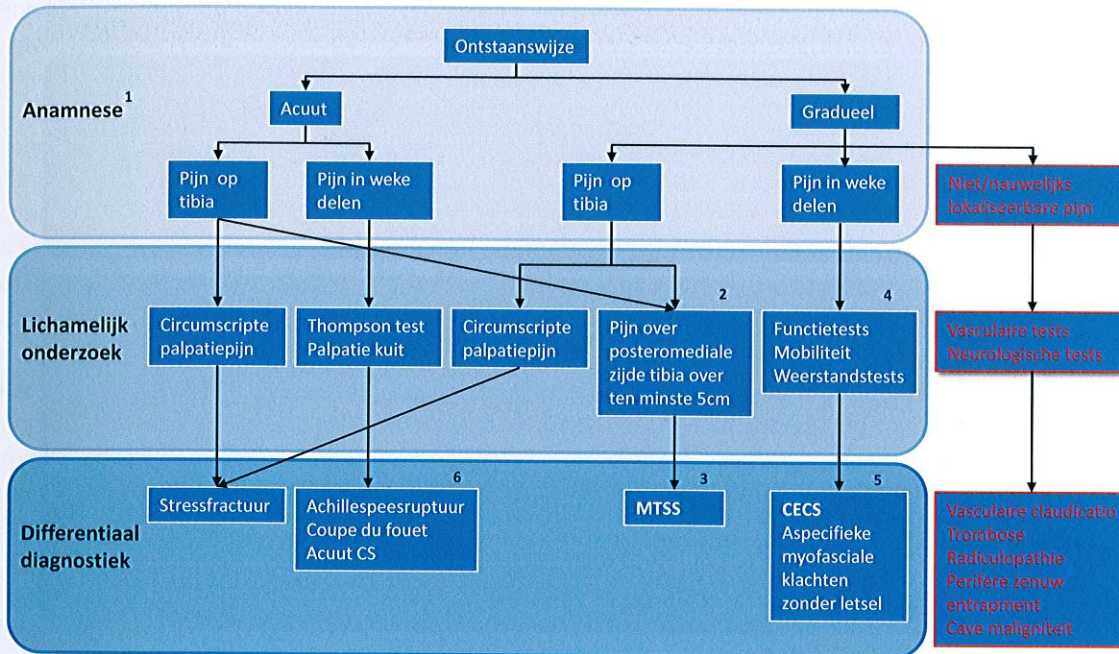 Ontstaanswijze
Anamnese 1
Acuut
Gradueel
Pijn op
tibia
Pijn in weke
delen
Pijn op
tibia
Pijn in weke
delen
Niet/nauwelijks
lokaliseerbare pijn
Lichamelijk
onderzoek
Circumscripte
palpatiepijn
Thompson test
Palpatie kuit
Circumscripte
palpatiepijn
2
Pijn over
posteromediale
zijde tibia over
ten minste 5cm
4
Functietests
Mobiliteit
Weerstandstests
Vasculaire tests
Neurologische tests
Differentiaal
diagnostiek
Stressfractuur
6
Achillespeesruptuur
Coupe du fouet
Acuut CS
3
MTSS
5
CECS
Aspecifieke
myofasciale
klachten
zonder letsel
Vasculaire claudicatio
Trombose
Radiculopathie
Perifere zenuw
entrapment
Cave maligniteit